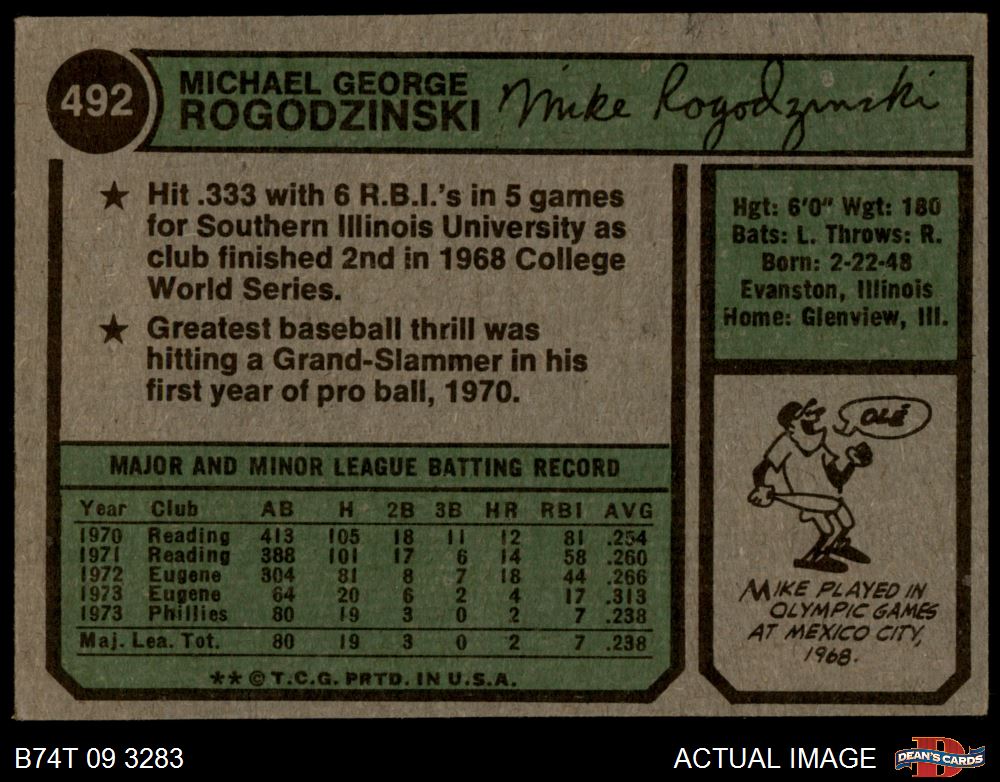 492
MICHAEL GEORGE
ROGODZINSKI
Mike Rogodzinski
★ Hit .333 with 6 R.B.I.'s in 5 games
for Southern Illinois University as
club finished 2nd in 1968 College
World Series.
★ Greatest baseball thrill was
hitting a Grand-Slammer in his
first year of pro ball, 1970.
Hgt: 6'0" Wgt: 180
Bats: L. Throws: R.
Born: 2-22-48
Evanston, Illinois
Home: Glenview, Ill.
OLÉ
MIKE PLAYED IN
OLYMPIC GAMES
AT MEXICO CITY,
1968.
MAJOR AND MINOR LEAGUE BATTING RECORD
Year Club AB H 2B 3B HR RBI AVG
1970 Reading 413 105 18 11 12 81 .254
1971 Reading 388 101 17 6 14 58 .260
1972 Eugene 304 81 8 7 18 44 .266
1973 Eugene 64 20 6 2 4 17 .313
1973 Phillies 80 19 3 0 2 7 .238
Maj. Lea. Tot. 80 19 3 0 2 7 .238
** © T.C.G. PRTD. IN U.S.A.
B74T 09 3283
ACTUAL IMAGE
D
DEAN'S CARDS